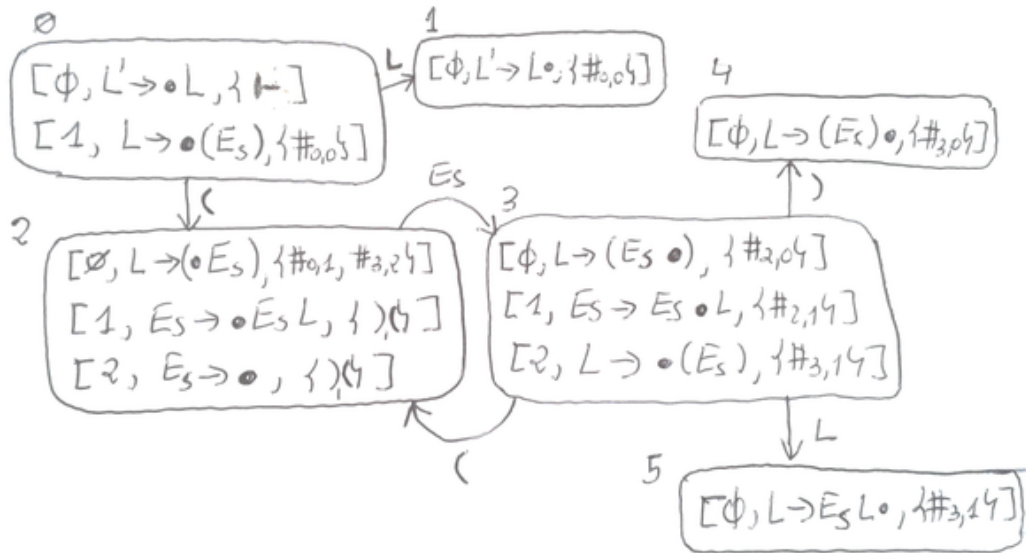 0
[ϕ, L'→•L, {⊢}]
[1, L→•(Es), {#0,0}]
L
1
[ϕ, L'→L•, {#0,0}]
4
[ϕ, L→(Es)•, {#3,0}]
(
Es
)
2
[∅, L→(•Es), {#0,1, #3,2}]
[1, Es→•EsL, {),(}]
[2, Es→•, {),(}]
3
[ϕ, L→(Es•), {#2,0}]
[1, Es→Es•L, {#2,1}]
[2, L→•(Es), {#3,1}]
(
L
5
[ϕ, L→EsL•, {#3,1}]